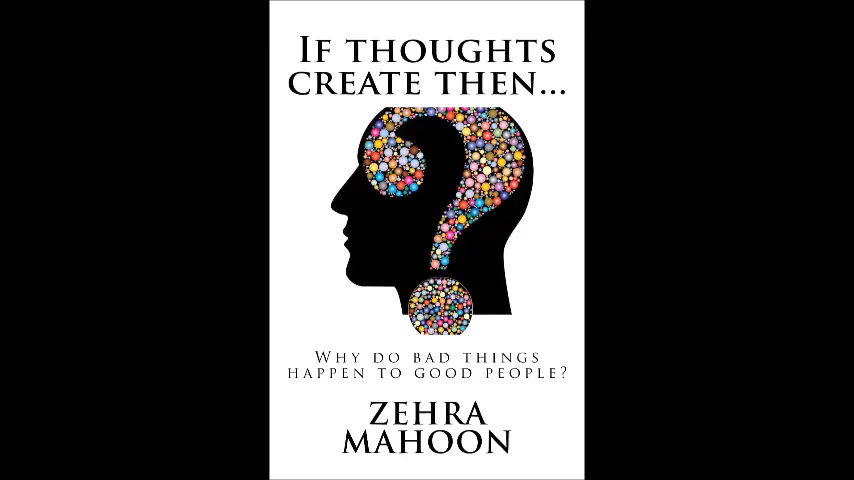 If thoughts
create then...
Why do bad things
happen to good people?
Zehra
Mahoon